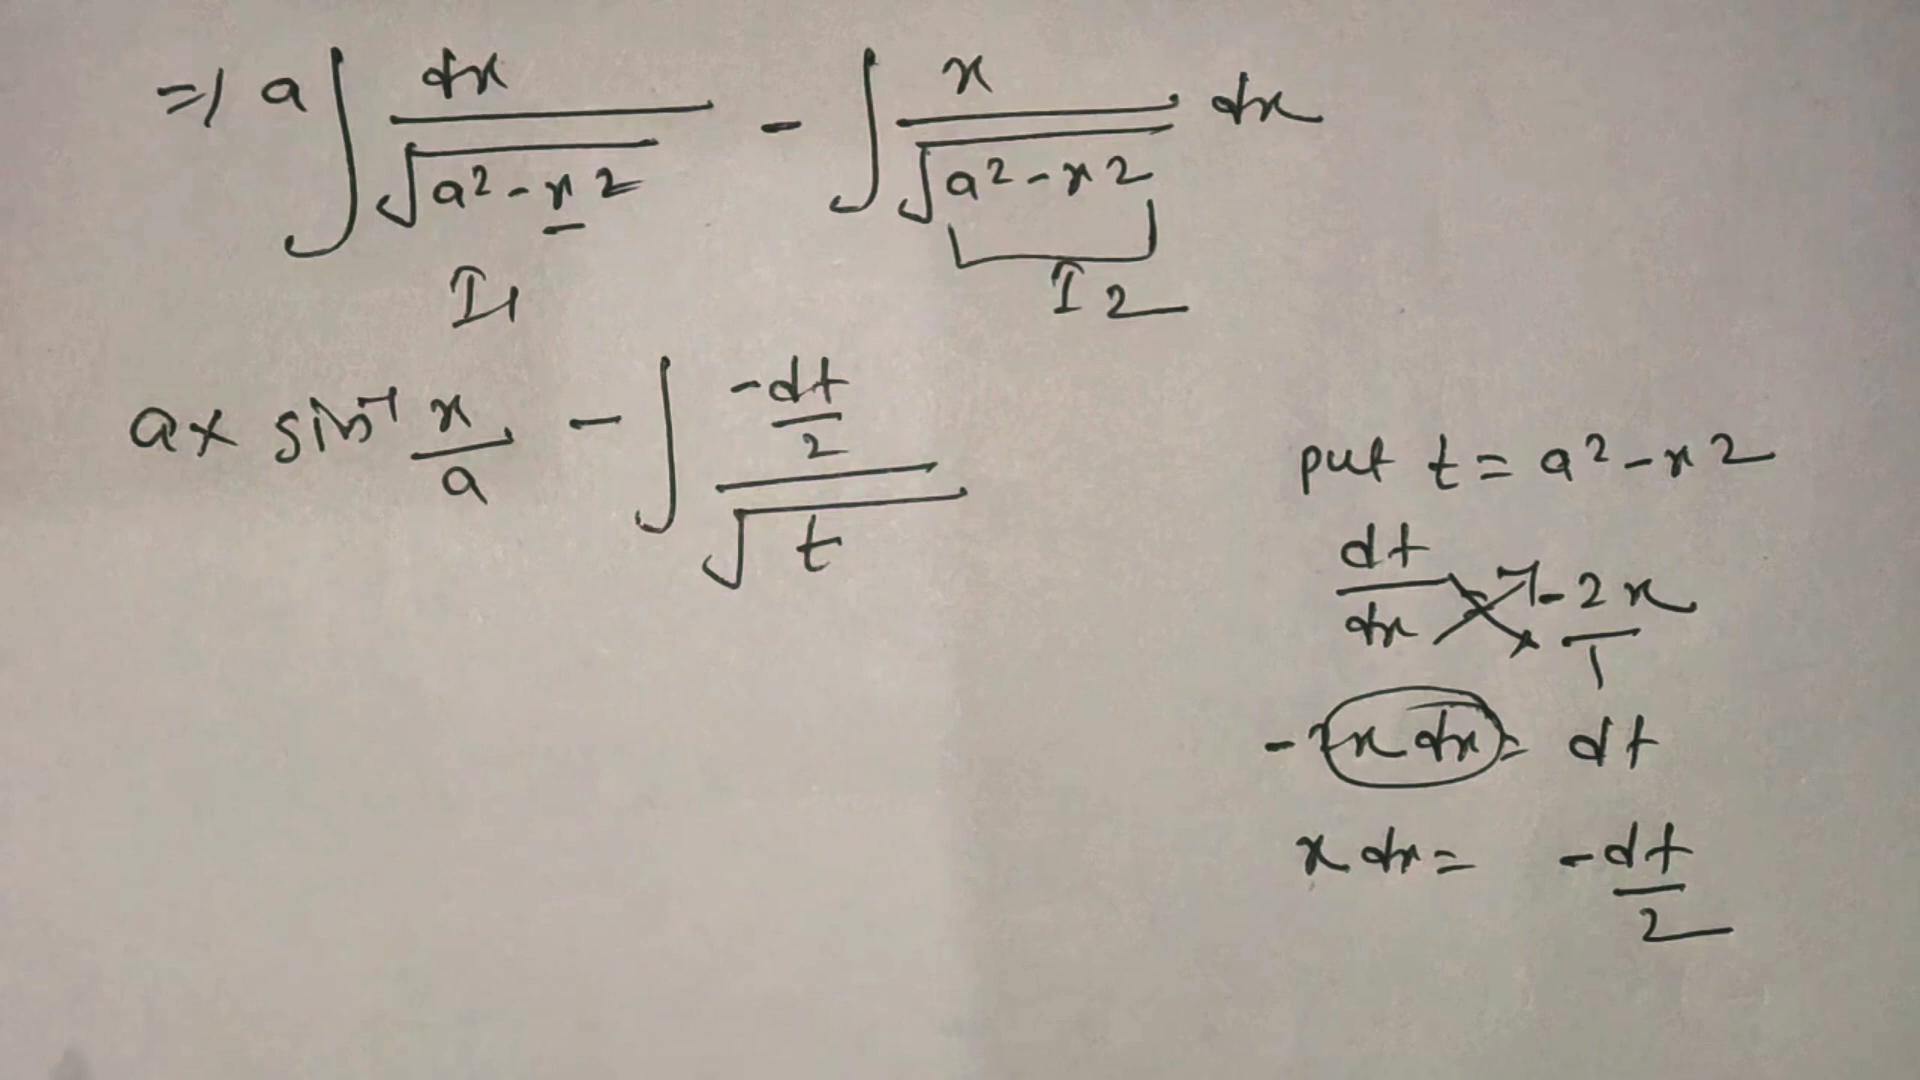 =) a ∫ dx / √(a2 - x2) - ∫ x / √(a2 - x2) dx
I1 I2
a x sin-1 x/a - ∫ (-dt/2) / √t
put t = a2 - x2
dt/dx = -2x/1
-2x dx = dt
x dx = -dt/2